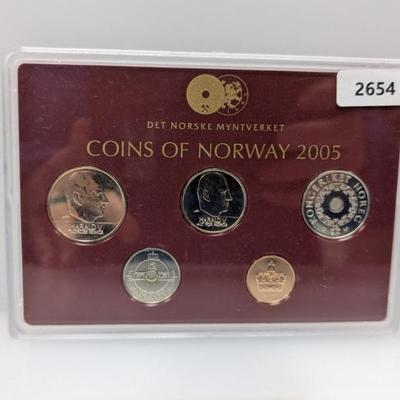 2654
DET NORSKE MYNTVERKET
COINS OF NORWAY 2005
HARALD V
HARALD V
KONGERIKET NORGE